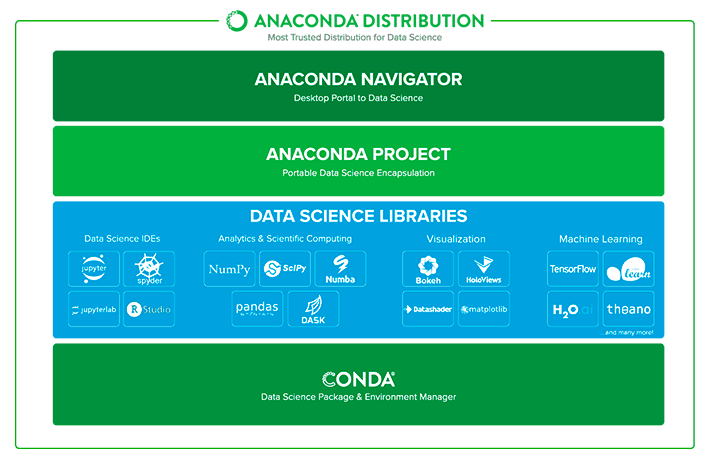 ANACONDA® DISTRIBUTION
Most Trusted Distribution for Data Science
ANACONDA NAVIGATOR
Desktop Portal to Data Science
ANACONDA PROJECT
Portable Data Science Encapsulation
DATA SCIENCE LIBRARIES
Data Science IDEs
jupyter
spyder
jupyterlab
R Studio
Analytics & Scientific Computing
NumPy
SciPy
Numba
pandas
DASK
Visualization
Bokeh
HoloViews
Datashader
matplotlib
Machine Learning
TensorFlow
learn
H2O.ai
theano
...and many more!
CONDA®
Data Science Package & Environment Manager